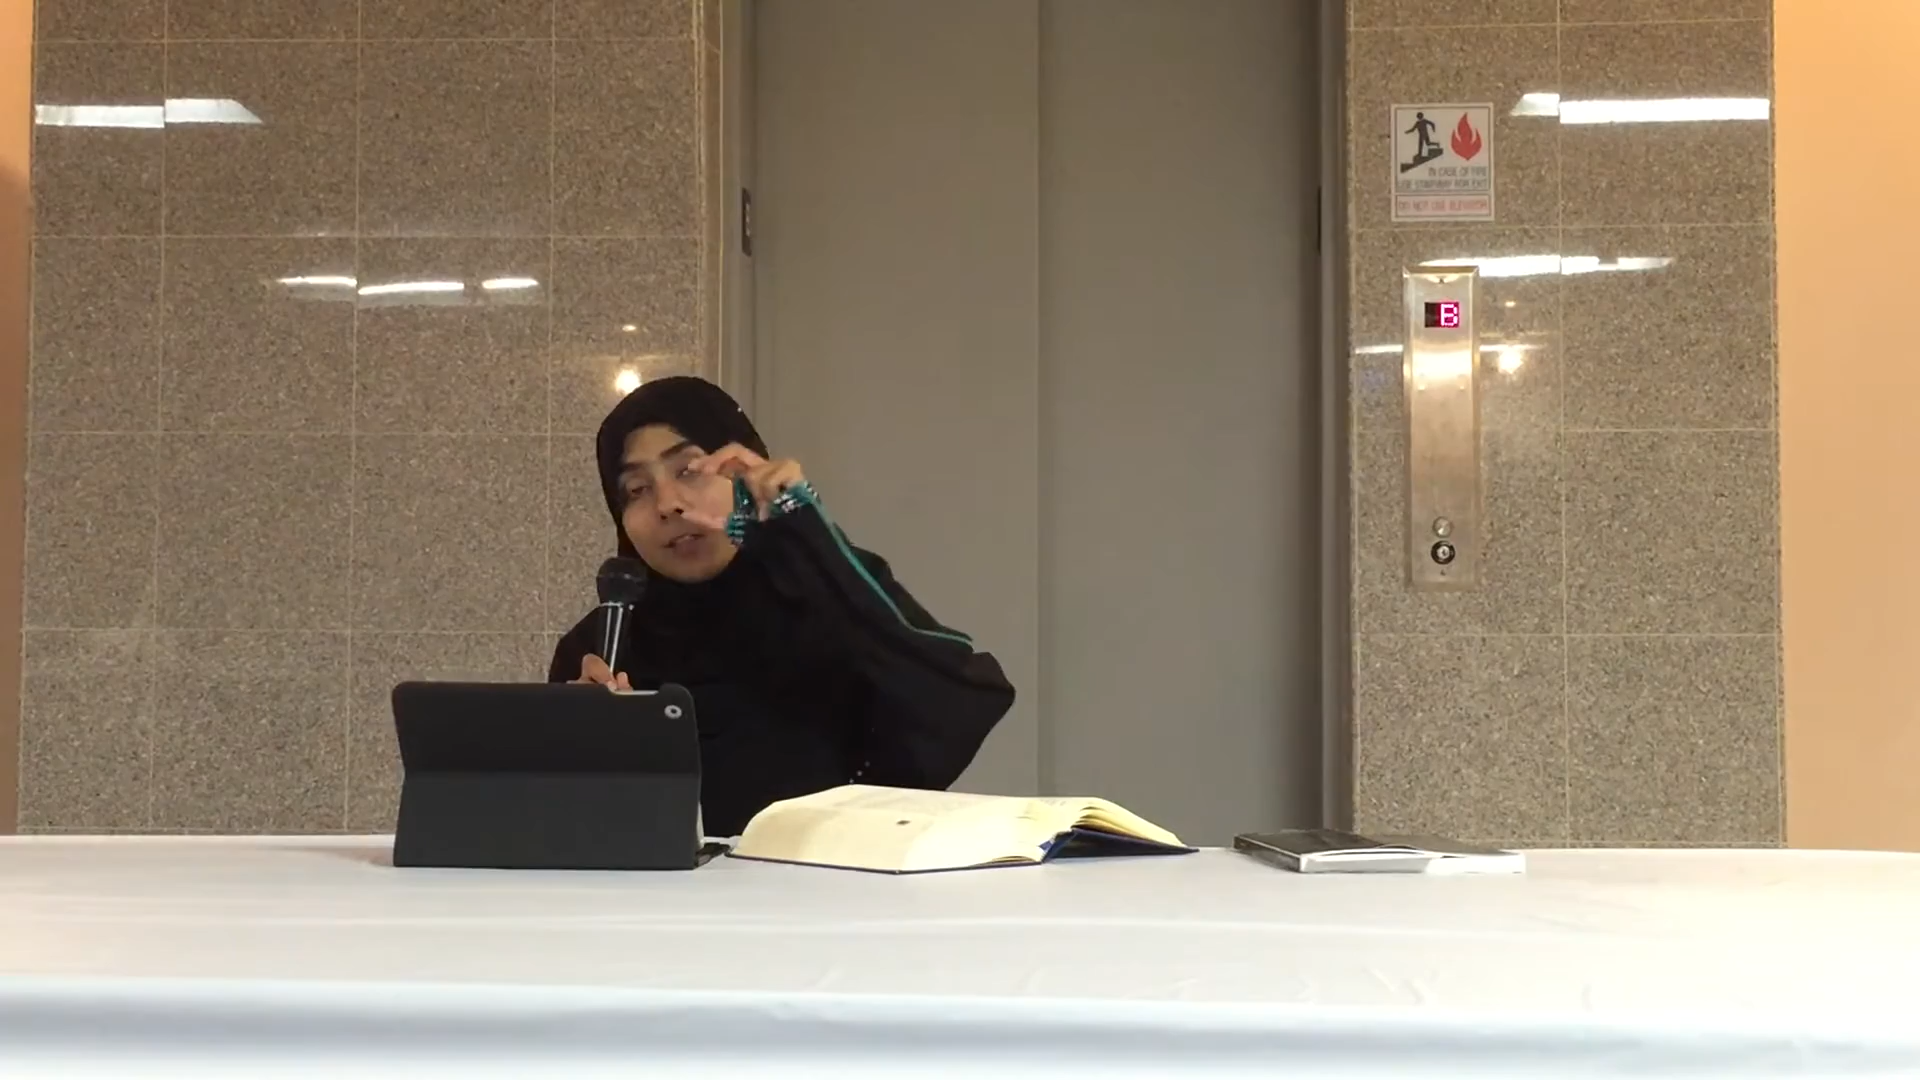 IN CASE OF FIRE
USE STAIRWAY FOR EXIT
DO NOT USE ELEVATOR
B